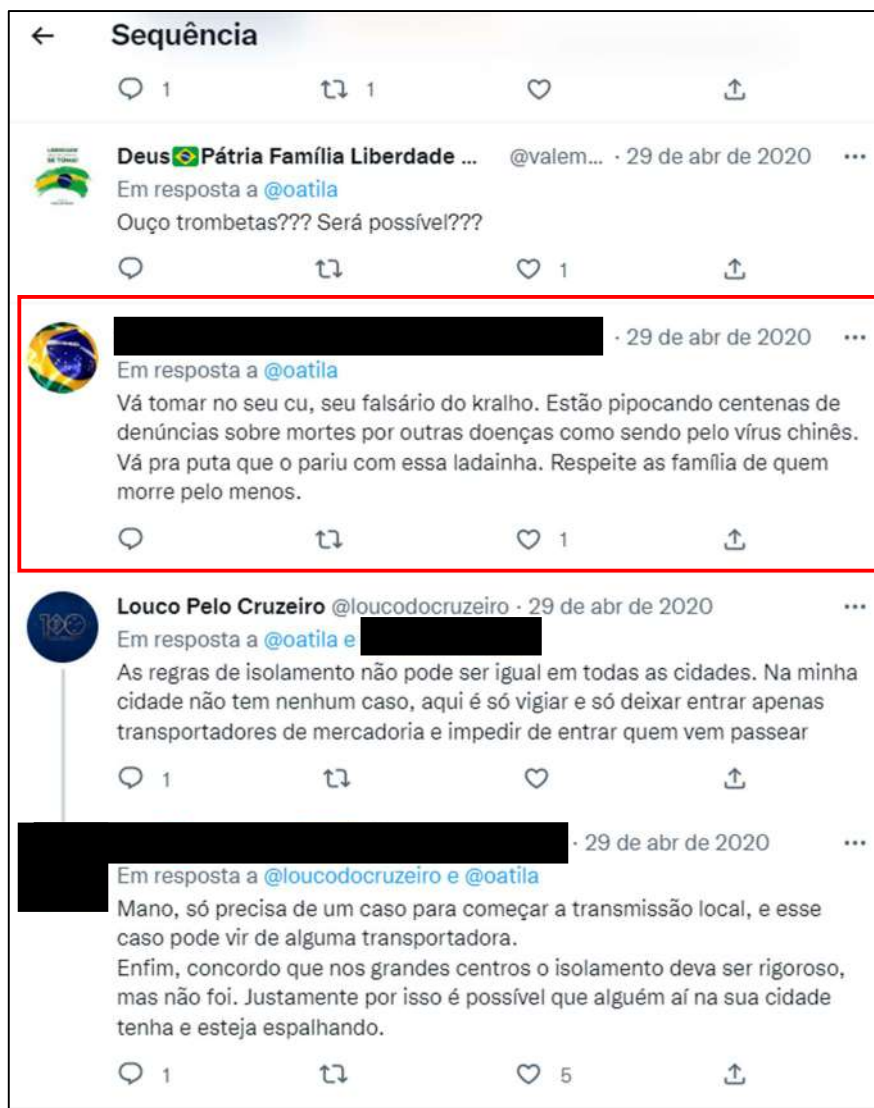 ← Sequência
1 1
Deus🇧🇷Pátria Família Liberdade ... @valem... · 29 de abr de 2020 ...
Em resposta a @oatila
Ouço trombetas??? Será possível???
1
· 29 de abr de 2020 ...
Em resposta a @oatila
Vá tomar no seu cu, seu falsário do kralho. Estão pipocando centenas de
denúncias sobre mortes por outras doenças como sendo pelo vírus chinês.
Vá pra puta que o pariu com essa ladainha. Respeite as família de quem
morre pelo menos.
1
Louco Pelo Cruzeiro @loucodocruzeiro · 29 de abr de 2020 ...
Em resposta a @oatila e
As regras de isolamento não pode ser igual em todas as cidades. Na minha
cidade não tem nenhum caso, aqui é só vigiar e só deixar entrar apenas
transportadores de mercadoria e impedir de entrar quem vem passear
1
· 29 de abr de 2020 ...
Em resposta a @loucodocruzeiro e @oatila
Mano, só precisa de um caso para começar a transmissão local, e esse
caso pode vir de alguma transportadora.
Enfim, concordo que nos grandes centros o isolamento deva ser rigoroso,
mas não foi. Justamente por isso é possível que alguém aí na sua cidade
tenha e esteja espalhando.
1 5